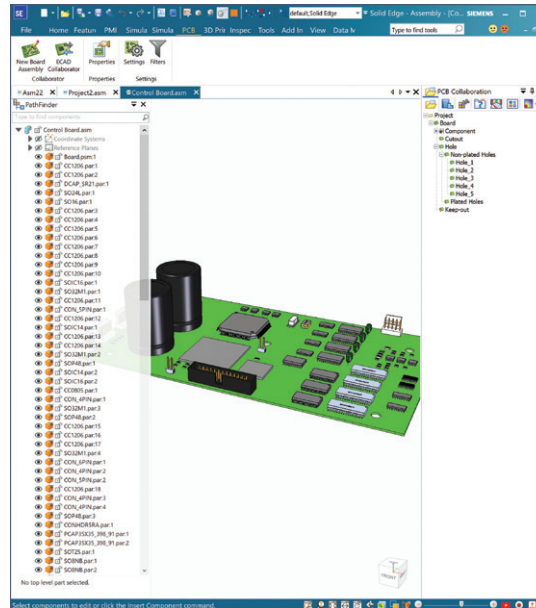 SE
default,Solid Edge
Solid Edge - Assembly - [Co...
SIEMENS
File Home Featun PMI Simula Simula PCB 3D Prir Inspec Tools Add In View Data M
Type to find tools
New Board Assembly
ECAD Collaborator
Properties
Settings
Filters
Collaborator
Properties
Settings
Asm22
Project2.asm
Control Board.asm
PathFinder
Type to find components
Control Board.asm
Coordinate Systems
Reference Planes
Board.psm:1
CC1206.par:1
CC1206.par:2
DCAP_SR21.par:1
SO24L.par:1
SO16.par:1
CC1206.par:3
CC1206.par:4
CC1206.par:5
CC1206.par:6
CC1206.par:7
CC1206.par:8
CC1206.par:9
CC1206.par:10
SOIC16.par:1
SO32M1.par:1
CC1206.par:11
CON_5PIN.par:1
CC1206.par:12
SOIC14.par:1
CC1206.par:13
CC1206.par:14
SO32M1.par:2
SOP48.par:1
SOIC14.par:2
SOIC16.par:2
CC0805.par:1
CON_4PIN.par:1
SO32M1.par:3
SOP48.par:2
CC1206.par:15
CC1206.par:16
CC1206.par:17
SO32M1.par:4
CON_6PIN.par:1
CON_4PIN.par:2
CON_5PIN.par:2
CC1206.par:18
CON_4PIN.par:3
CON_4PIN.par:4
SOP48.par:3
CONHDRSRA.par:1
PCAP35X35_398_91.par:1
PCAP35X35_398_91.par:2
SOT25.par:1
SO8NB.par:1
SO8NB.par:2
No top level part selected.
PCB Collaboration
Project
Board
Component
Cutout
Hole
Non-plated Holes
Hole_1
Hole_2
Hole_3
Hole_4
Hole_5
Plated Holes
Keep-out
FRONT
Select components to edit or click the Insert Component command.